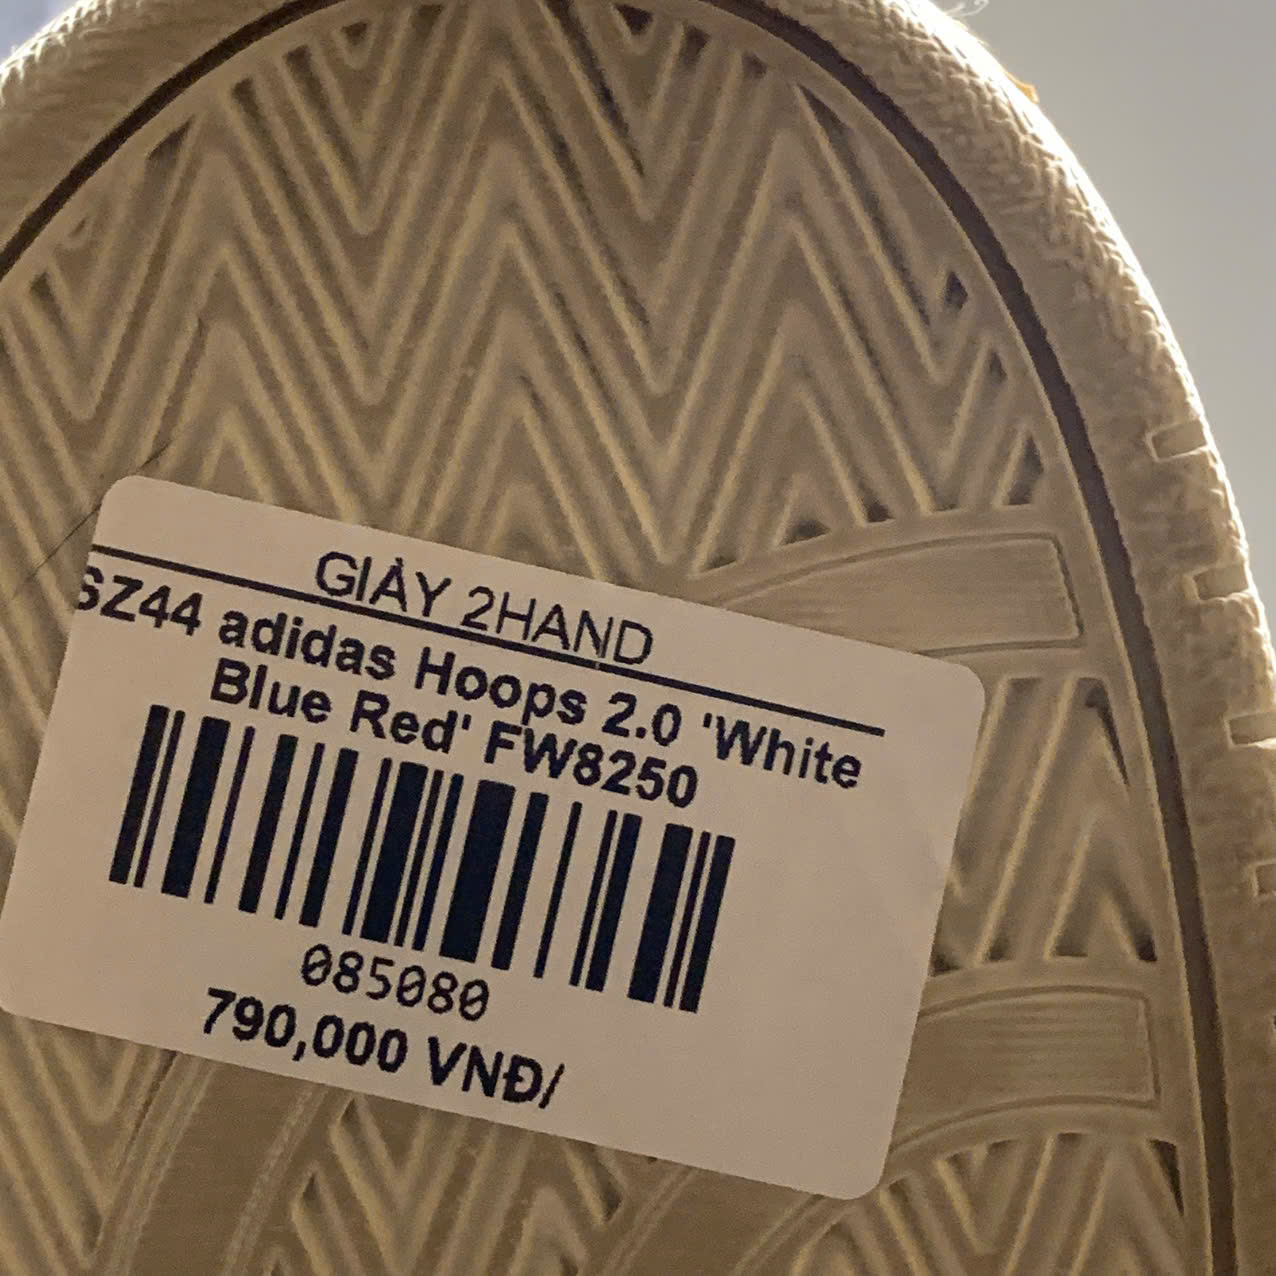 GIÀY 2HAND
SZ44 adidas Hoops 2.0 'White
Blue Red' FW8250
085080
790,000 VNĐ/